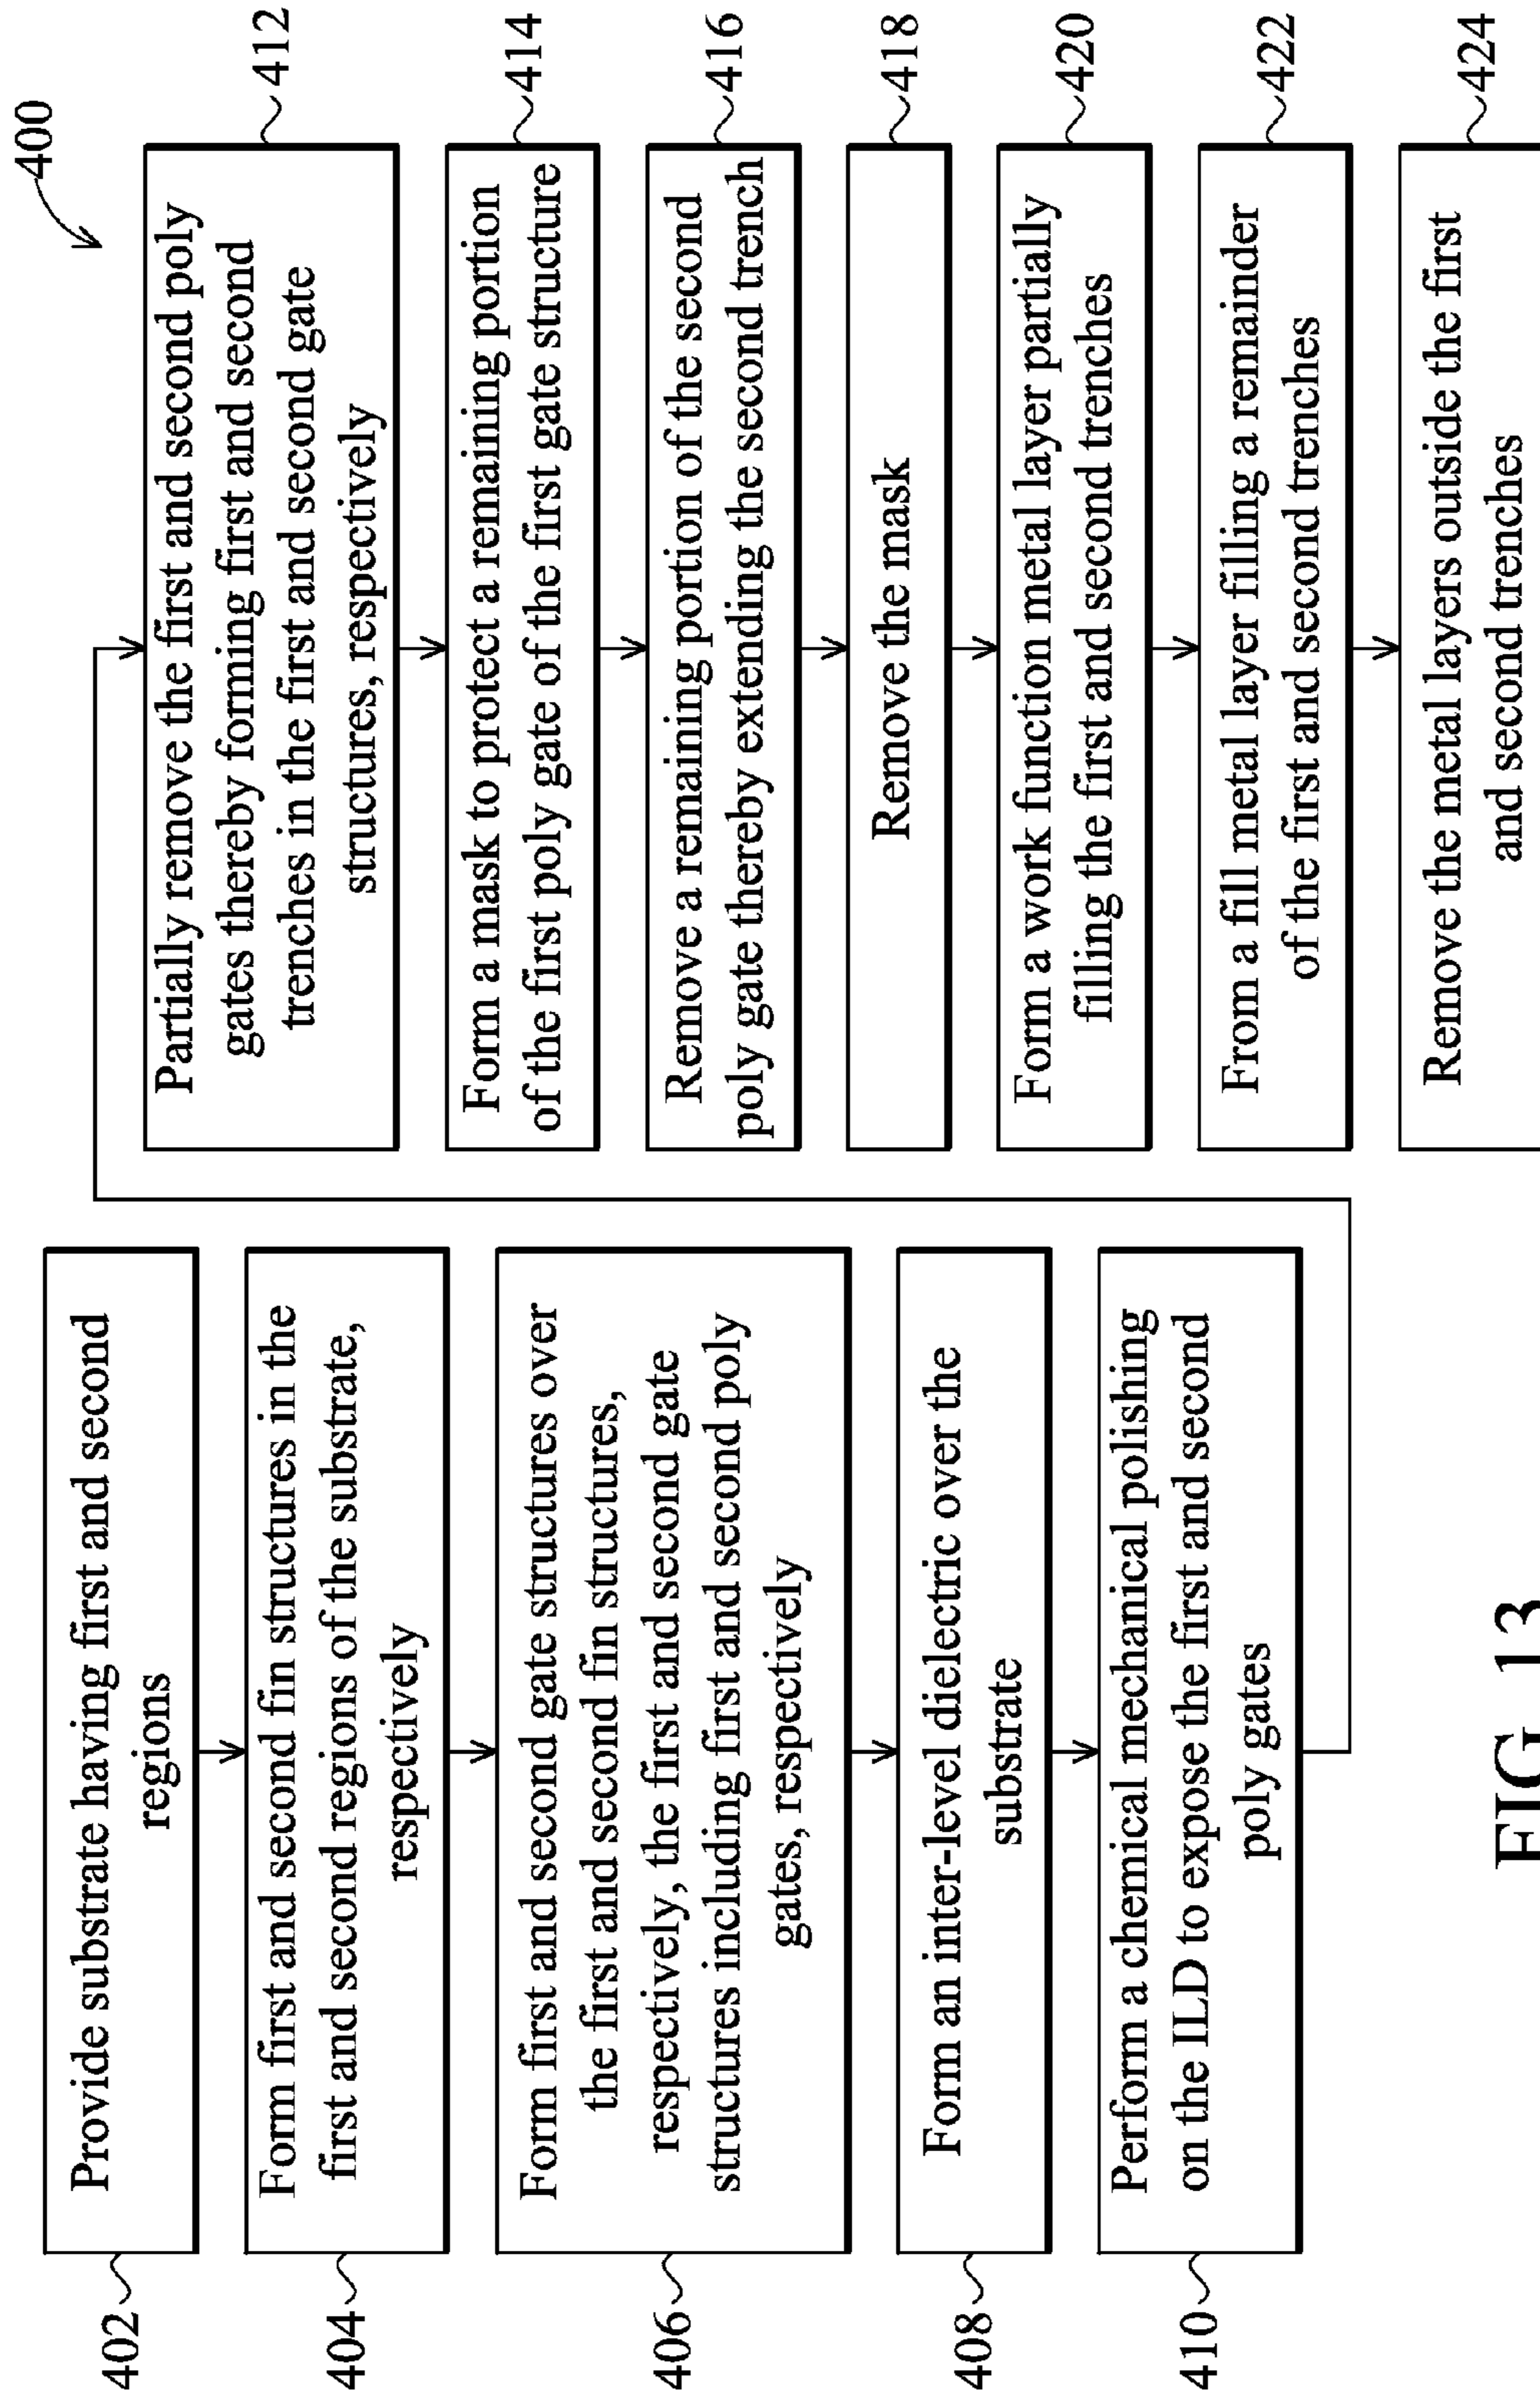 400
402
Provide substrate having first and second
regions
404
Form first and second fin structures in the
first and second regions of the substrate,
respectively
406
Form first and second gate structures over
the first and second fin structures,
respectively, the first and second gate
structures including first and second poly
gates, respectively
408
Form an inter-level dielectric over the
substrate
410
Perform a chemical mechanical polishing
on the ILD to expose the first and second
poly gates
Partially remove the first and second poly
gates thereby forming first and second
trenches in the first and second gate
structures, respectively
412
Form a mask to protect a remaining portion
of the first poly gate of the first gate structure
414
Remove a remaining portion of the second
poly gate thereby extending the second trench
416
Remove the mask
418
Form a work function metal layer partially
filling the first and second trenches
420
From a fill metal layer filling a remainder
of the first and second trenches
422
Remove the metal layers outside the first
and second trenches
424
FIG. 13